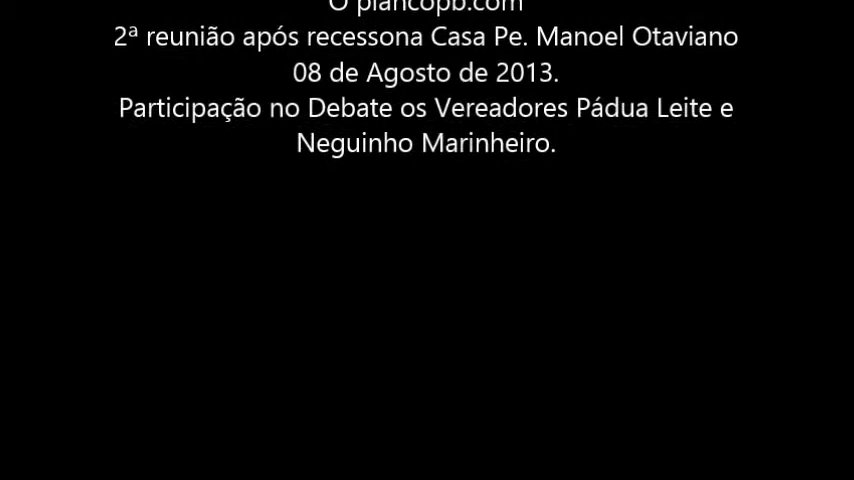 O piancopb.com
2ª reunião após recessona Casa Pe. Manoel Otaviano
08 de Agosto de 2013.
Participação no Debate os Vereadores Pádua Leite e
Neguinho Marinheiro.